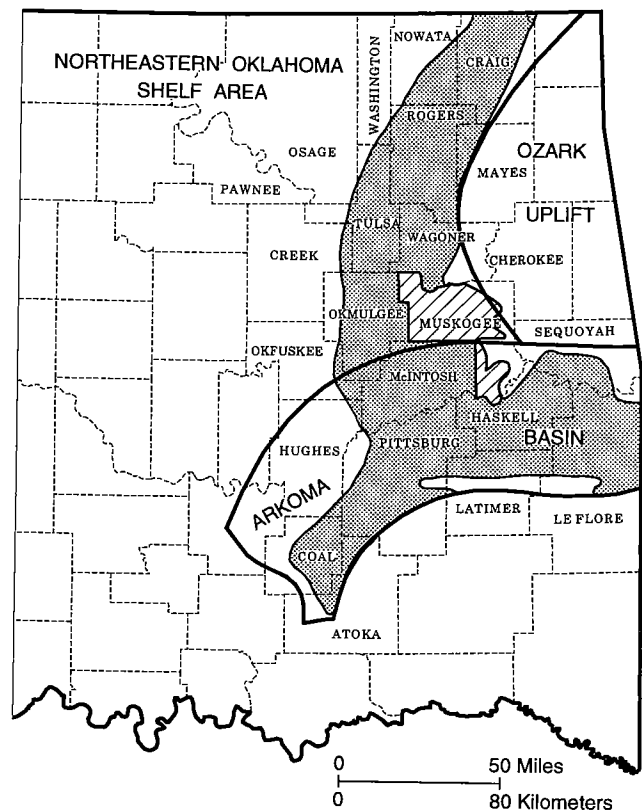 NOWATA
NORTHEASTERN OKLAHOMA
SHELF AREA
CRAIG
WASHINGTON
ROGERS
OSAGE
OZARK
MAYES
PAWNEE
UPLIFT
TULSA
WAGONER
CREEK
CHEROKEE
OKMULGEE
MUSKOGEE
SEQUOYAH
OKFUSKEE
McINTOSH
HASKELL
HUGHES
PITTSBURG
BASIN
ARKOMA
LATIMER
LE FLORE
COAL
ATOKA
0 50 Miles
0 80 Kilometers